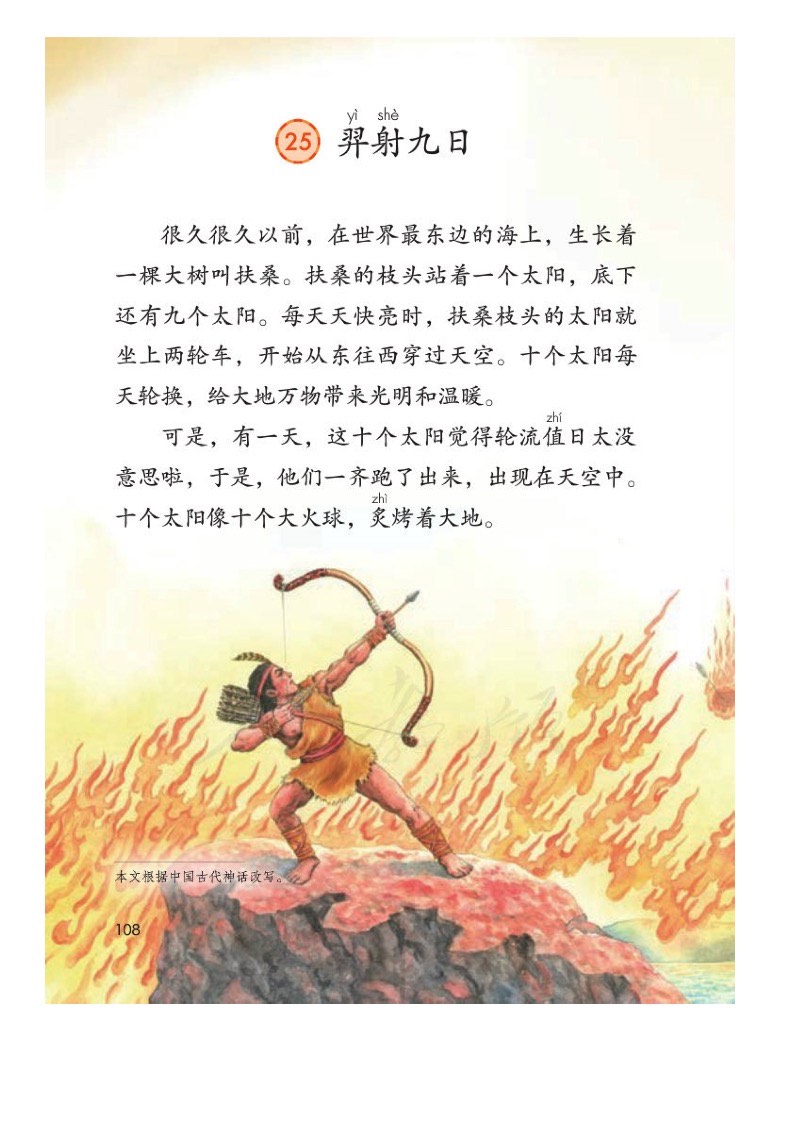 yì shè
25 羿射九日
很久很久以前，在世界最东边的海上，生长着
一棵大树叫扶桑。扶桑的枝头站着一个太阳，底下
还有九个太阳。每天天快亮时，扶桑枝头的太阳就
坐上两轮车，开始从东往西穿过天空。十个太阳每
天轮换，给大地万物带来光明和温暖。
zhí
可是，有一天，这十个太阳觉得轮流值日太没
意思啦，于是，他们一齐跑了出来，出现在天空中。
zhì
十个太阳像十个大火球，炙烤着大地。
本文根据中国古代神话改写。
108